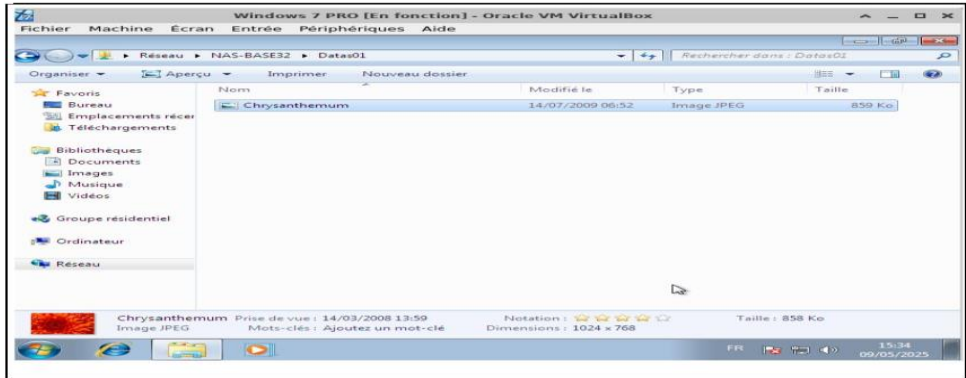 Windows 7 PRO [En fonction] - Oracle VM VirtualBox
Fichier Machine Écran Entrée Périphériques Aide
Réseau ▸ NAS-BASE32 ▸ Datas01 Rechercher dans : Datas01
Organiser Aperçu Imprimer Nouveau dossier
Favoris
Bureau
Emplacements récen
Téléchargements
Bibliothèques
Documents
Images
Musique
Vidéos
Groupe résidentiel
Ordinateur
Réseau
Nom Modifié le Type Taille
Chrysanthemum 14/07/2009 06:52 Image JPEG 859 Ko
Chrysanthemum Prise de vue : 14/03/2008 13:59 Notation : Taille : 858 Ko
Image JPEG Mots-clés : Ajoutez un mot-clé Dimensions : 1024 x 768
FR 15:34
09/05/2025